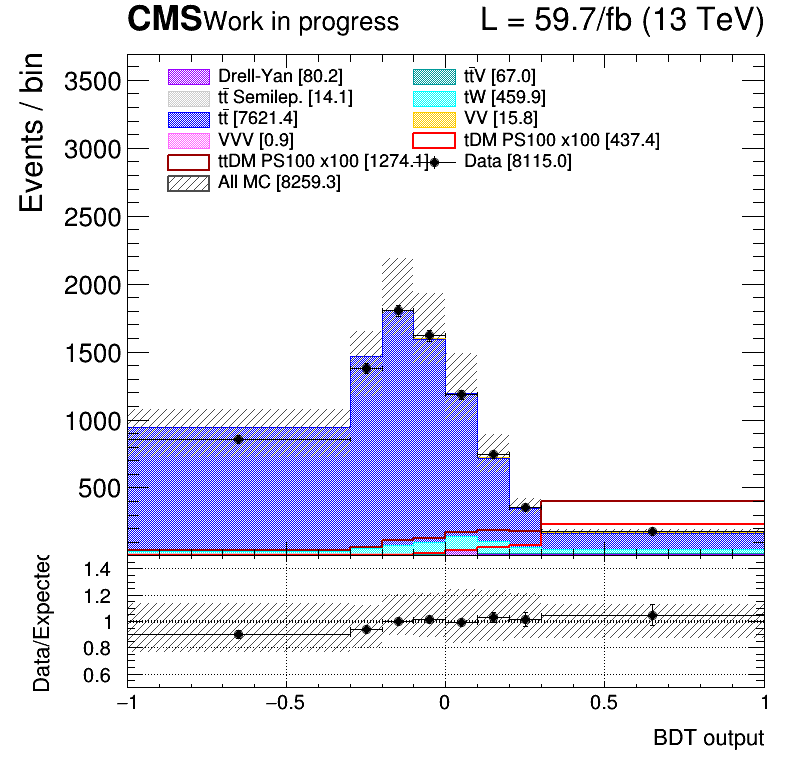 CMS Work in progress L = 59.7/fb (13 TeV)
Events / bin
3500
3000
2500
2000
1500
1000
500
Drell-Yan [80.2] tt̄V [67.0]
tt̄ Semilep. [14.1] tW [459.9]
tt̄ [7621.4] VV [15.8]
VVV [0.9] tDM PS100 x100 [437.4]
ttDM PS100 x100 [1274.1] Data [8115.0]
All MC [8259.3]
Data/Expected
1.4
1.2
1
0.8
0.6
−1 −0.5 0 0.5 1
BDT output